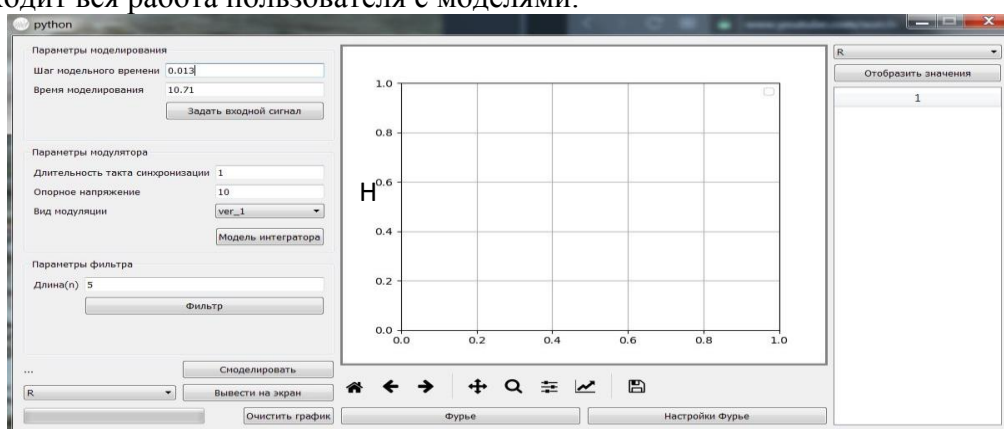 ходит вся работа пользователя с моделями.
python
Параметры моделирования
Шаг модельного времени 0.013
Время моделирования 10.71
Задать входной сигнал
Параметры модулятора
Длительность такта синхронизации 1
Опорное напряжение 10
Вид модуляции ver_1
Модель интегратора
Параметры фильтра
Длина(n) 5
Фильтр
...
Смоделировать
R
Вывести на экран
Очистить график
1.0
0.8
0.6
0.4
0.2
0.0
Н
0.0 0.2 0.4 0.6 0.8 1.0
Фурье
Настройки Фурье
R
Отобразить значения
1